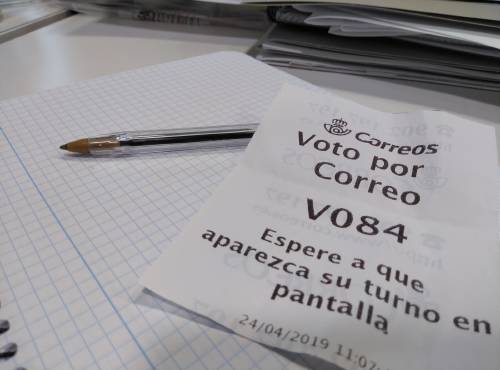 Correos
Voto por
Correo
V084
Espere a que
aparezca su turno en
pantalla
24/04/2019